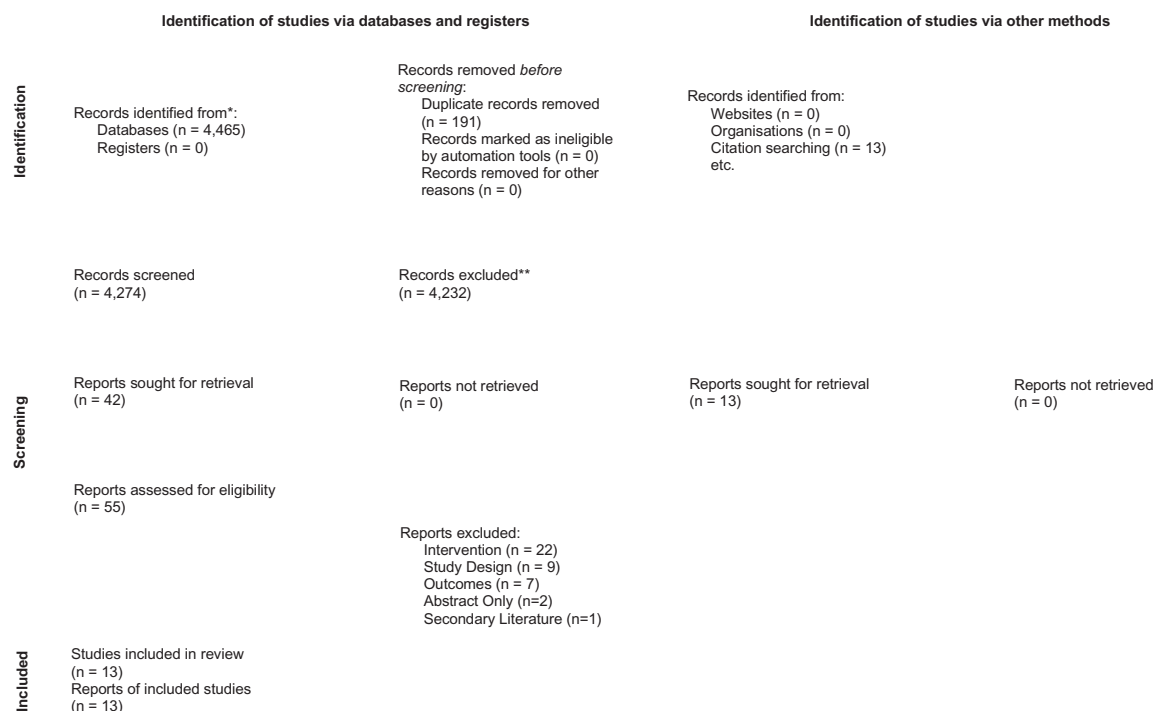 Identification of studies via databases and registers
Identification of studies via other methods
Identification
Records identified from*:
Databases (n = 4,465)
Registers (n = 0)
Records removed before
screening:
Duplicate records removed
(n = 191)
Records marked as ineligible
by automation tools (n = 0)
Records removed for other
reasons (n = 0)
Records identified from:
Websites (n = 0)
Organisations (n = 0)
Citation searching (n = 13)
etc.
Screening
Records screened
(n = 4,274)
Records excluded**
(n = 4,232)
Reports sought for retrieval
(n = 42)
Reports not retrieved
(n = 0)
Reports sought for retrieval
(n = 13)
Reports not retrieved
(n = 0)
Reports assessed for eligibility
(n = 55)
Reports excluded:
Intervention (n = 22)
Study Design (n = 9)
Outcomes (n = 7)
Abstract Only (n=2)
Secondary Literature (n=1)
Included
Studies included in review
(n = 13)
Reports of included studies
(n = 13)